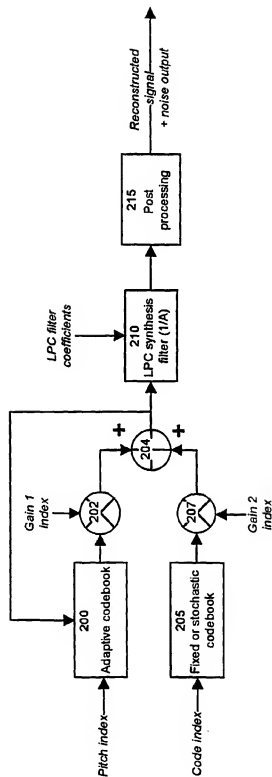 Pitch index
200
Adaptive codebook
Gain 1
index
202
+
204
+
Code index
205
Fixed or stochastic
codebook
207
Gain 2
index
LPC filter
coefficients
210
LPC synthesis
filter (1/A)
215
Post
processing
Reconstructed
signal
+ noise output